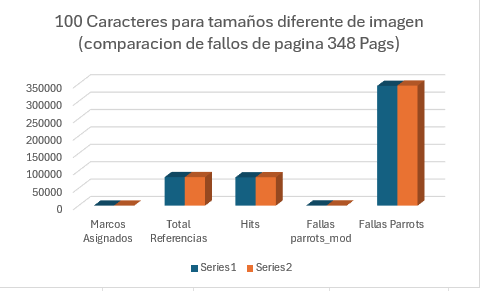 100 Caracteres para tamaños diferente de imagen
(comparacion de fallos de pagina 348 Pags)
350000
300000
250000
200000
150000
100000
50000
0
Marcos
Asignados
Total
Referencias
Hits
Fallas
parrots_mod
Fallas Parrots
Series1 Series2